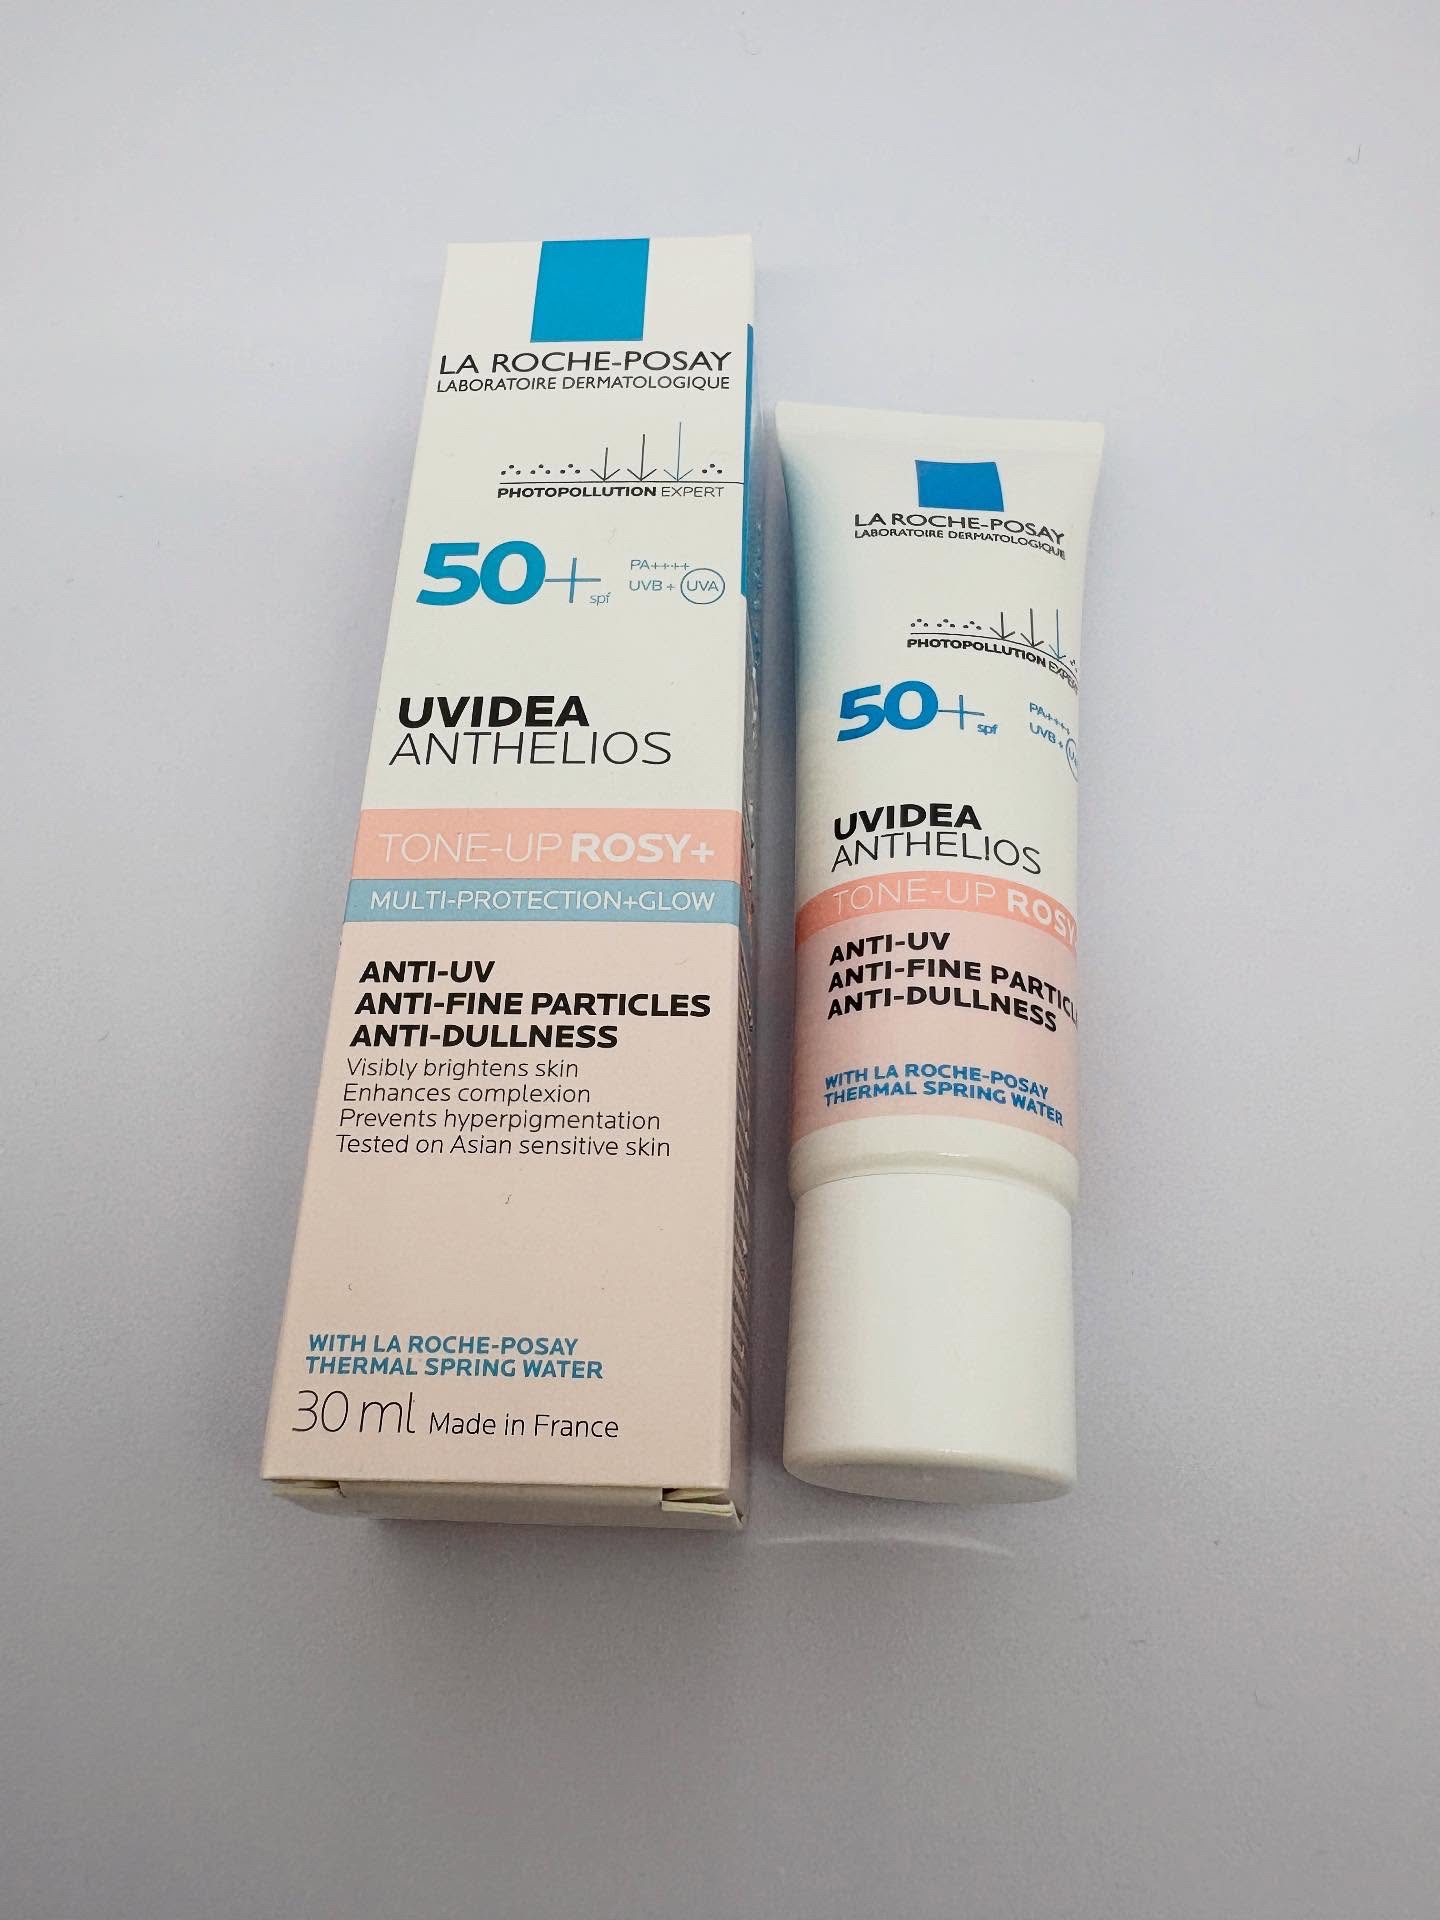 LA ROCHE-POSAY
LABORATOIRE DERMATOLOGIQUE
PHOTOPOLLUTION EXPERT
50+ spf
PA++++
UVB + UVA
UVIDEA
ANTHELIOS
TONE-UP ROSY+
MULTI-PROTECTION+GLOW
ANTI-UV
ANTI-FINE PARTICLES
ANTI-DULLNESS
Visibly brightens skin
Enhances complexion
Prevents hyperpigmentation
Tested on Asian sensitive skin
WITH LA ROCHE-POSAY
THERMAL SPRING WATER
30 ml Made in France
LA ROCHE-POSAY
LABORATOIRE DERMATOLOGIQUE
PHOTOPOLLUTION EXPERT
50+ spf
PA++++
UVB +
UVIDEA
ANTHELIOS
TONE-UP ROSY
ANTI-UV
ANTI-FINE
ANTI-DULLNESS
WITH LA ROCHE-POSAY
THERMAL SPRING WATER